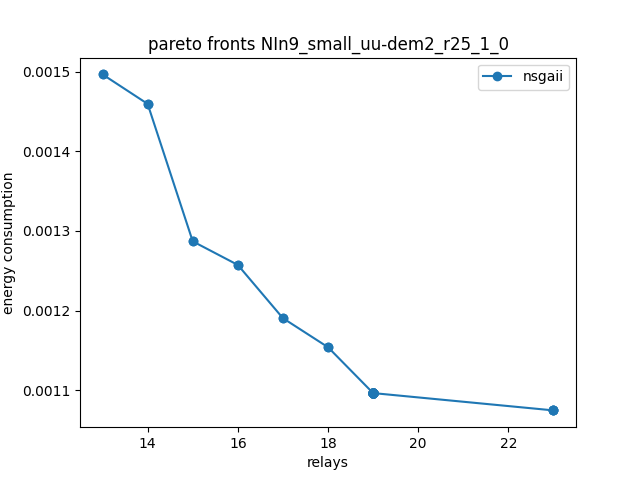 pareto fronts NIn9_small_uu-dem2_r25_1_0
nsgaii
0.0015
0.0014
0.0013
0.0012
0.0011
energy consumption
14 16 18 20 22
relays